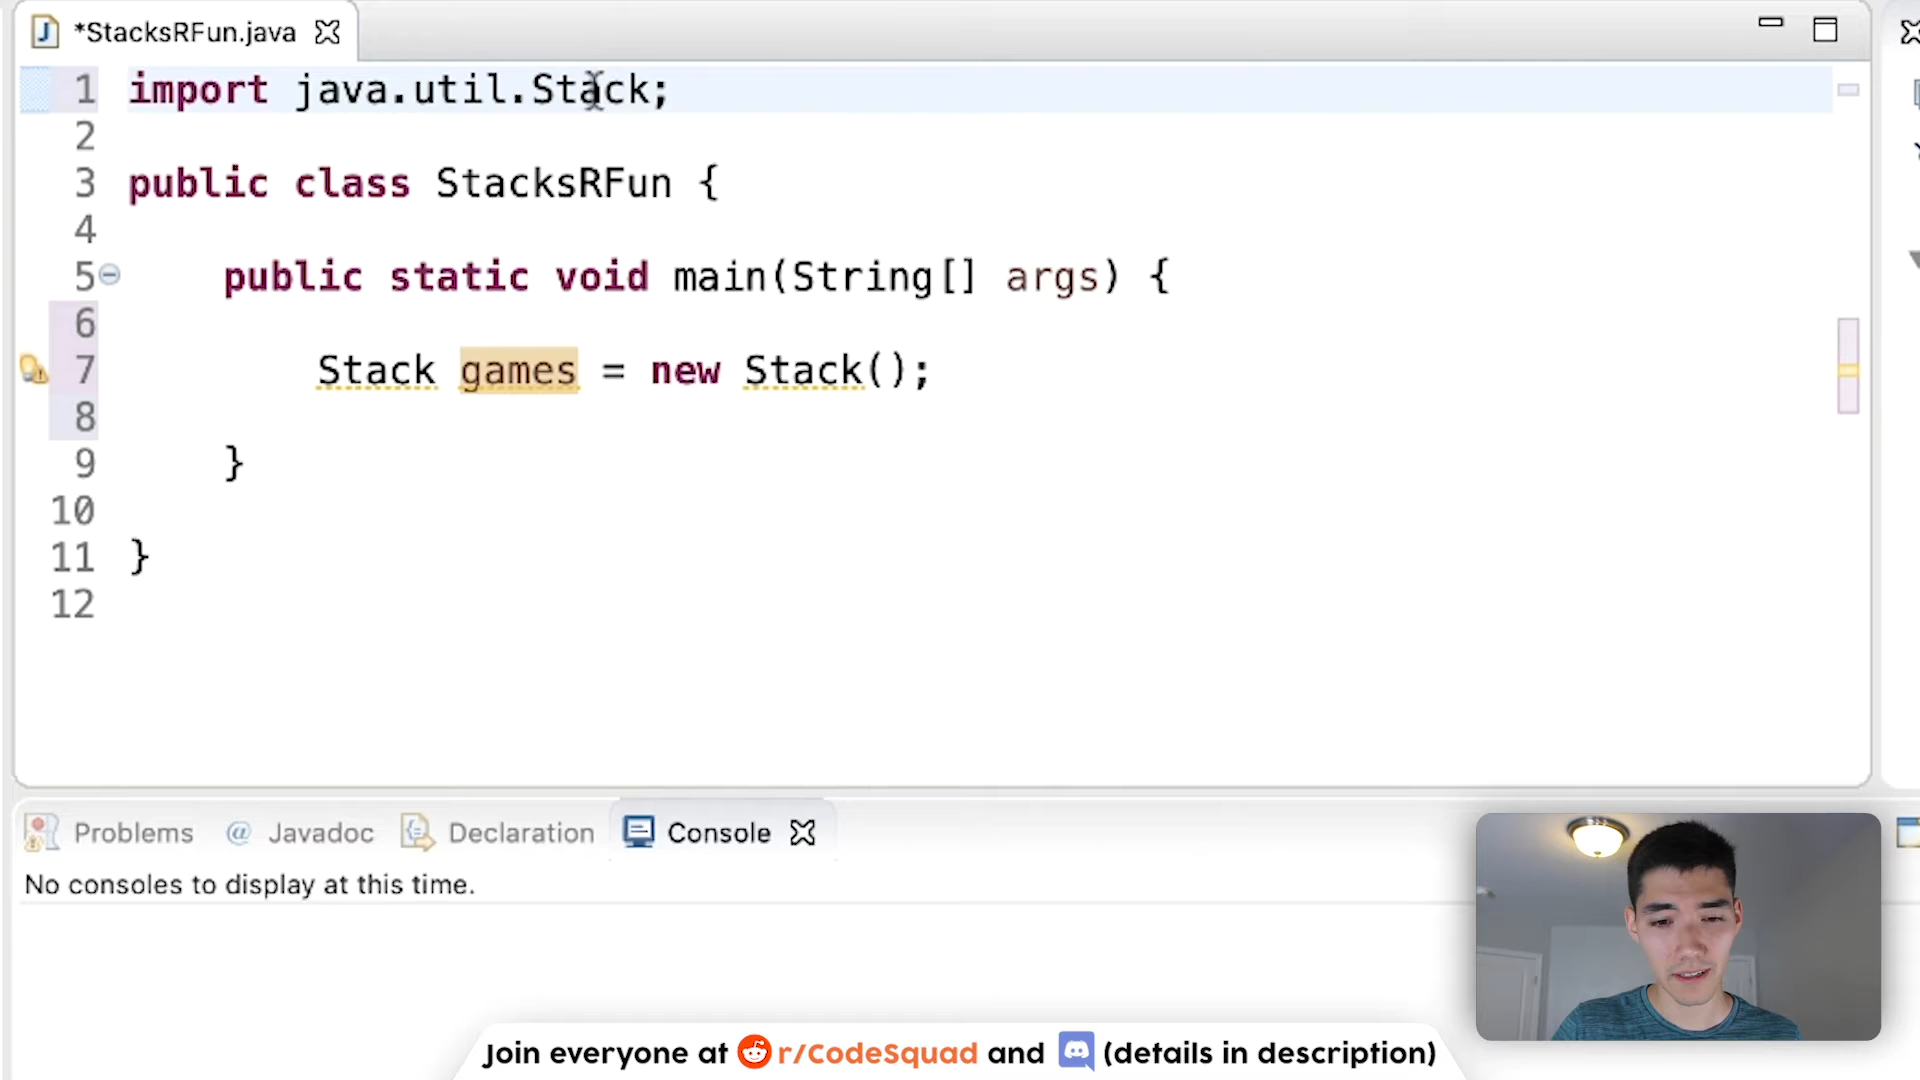 *StacksRFun.java
1 import java.util.Stack;
2
3 public class StacksRFun {
4
5 public static void main(String[] args) {
6
7 Stack games = new Stack();
8
9 }
10
11 }
12
Problems @ Javadoc Declaration Console
No consoles to display at this time.
Join everyone at r/CodeSquad and (details in description)